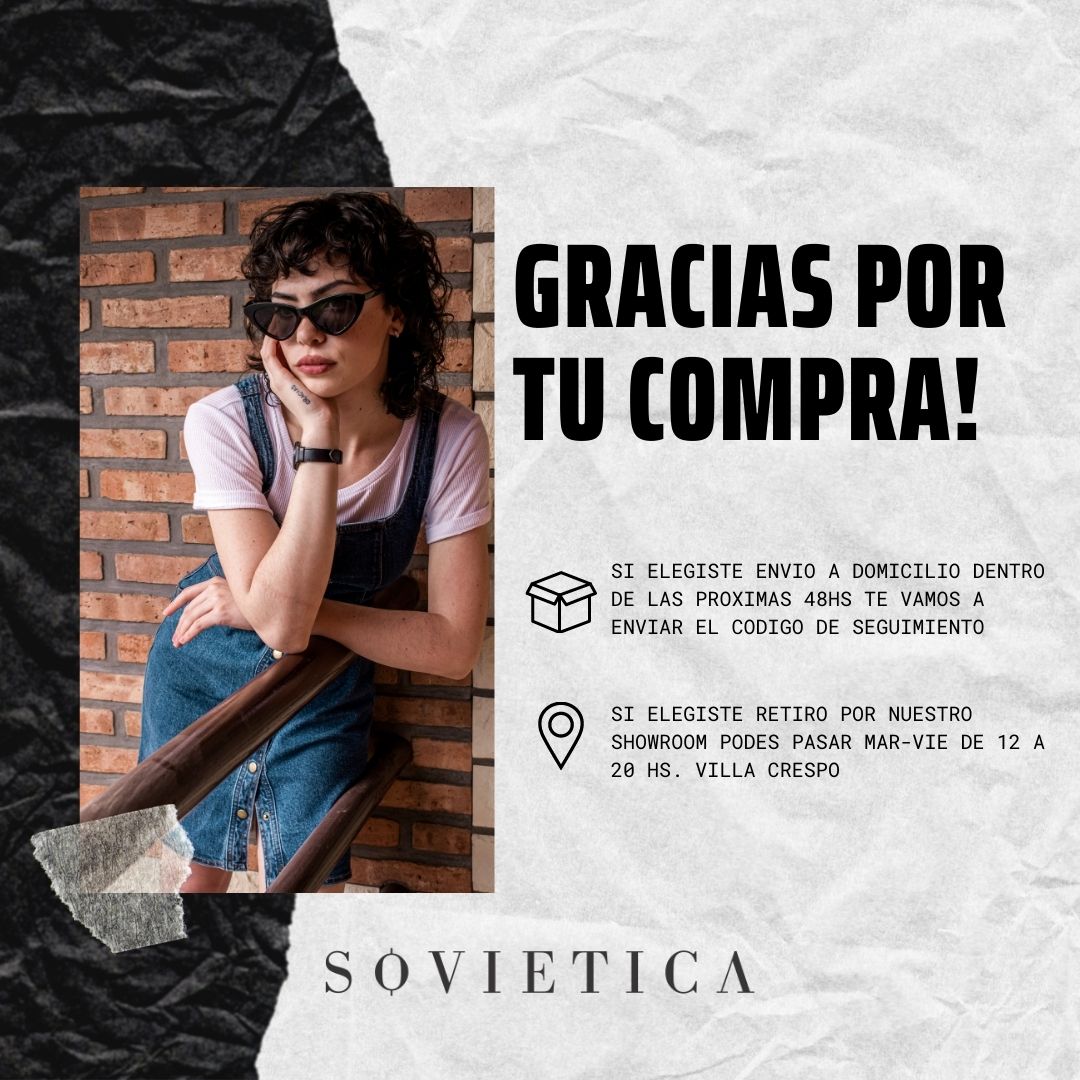 GRACIAS POR
TU COMPRA!
SI ELEGISTE ENVIO A DOMICILIO DENTRO
DE LAS PROXIMAS 48HS TE VAMOS A
ENVIAR EL CODIGO DE SEGUIMIENTO
SI ELEGISTE RETIRO POR NUESTRO
SHOWROOM PODES PASAR MAR-VIE DE 12 A
20 HS. VILLA CRESPO
SOVIETICA